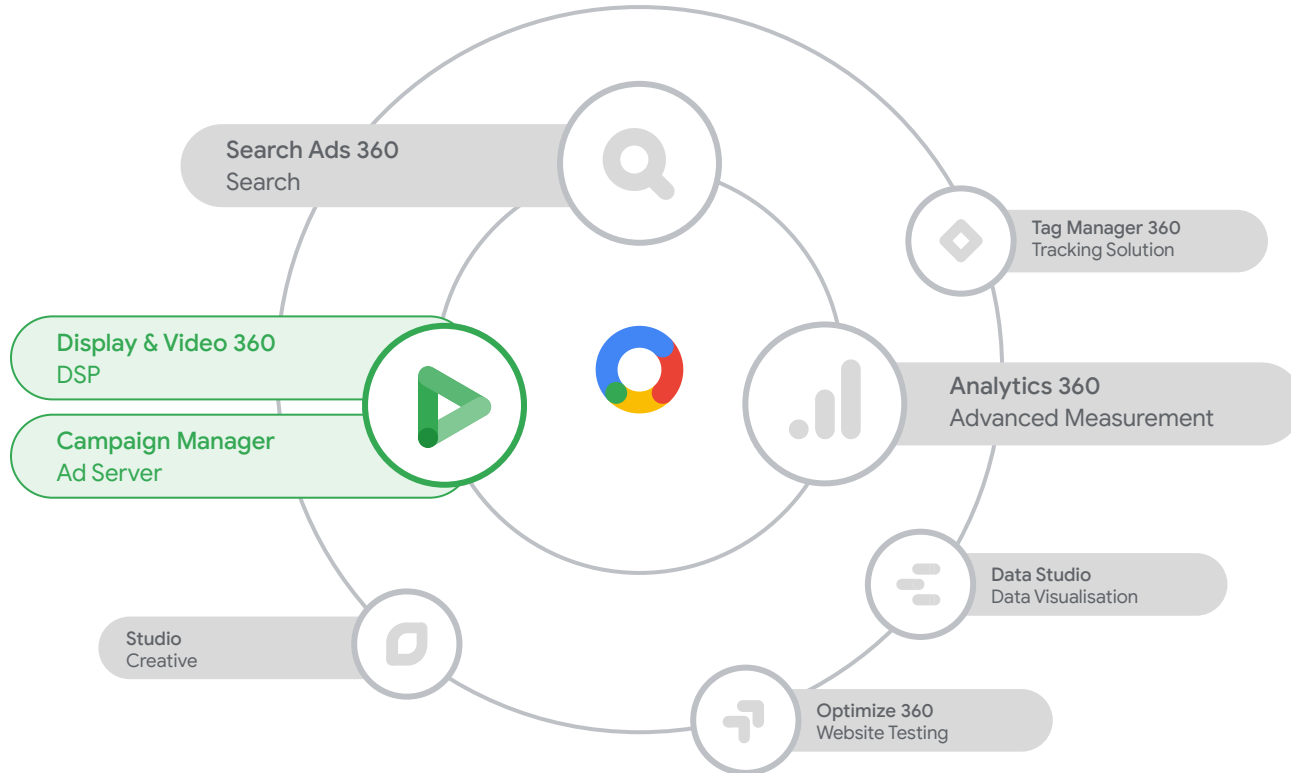 Search Ads 360
Search
Tag Manager 360
Tracking Solution
Display & Video 360
DSP
Analytics 360
Advanced Measurement
Campaign Manager
Ad Server
Data Studio
Data Visualisation
Studio
Creative
Optimize 360
Website Testing